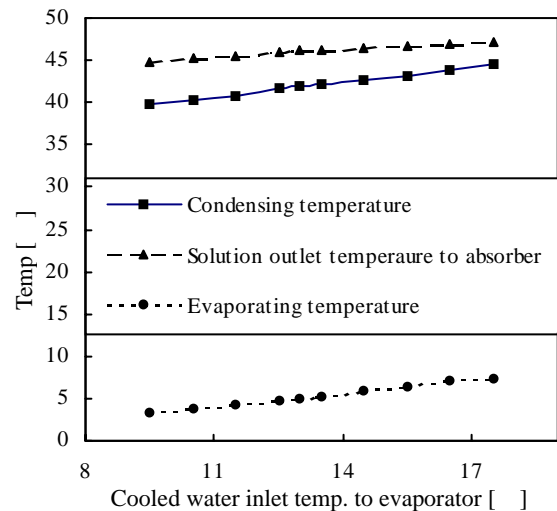 50
45
40
35
30
25
20
15
10
5
0
Temp [ ]
Condensing temperature
Solution outlet temperaure to absorber
Evaporating temperature
8 11 14 17
Cooled water inlet temp. to evaporator [ ]